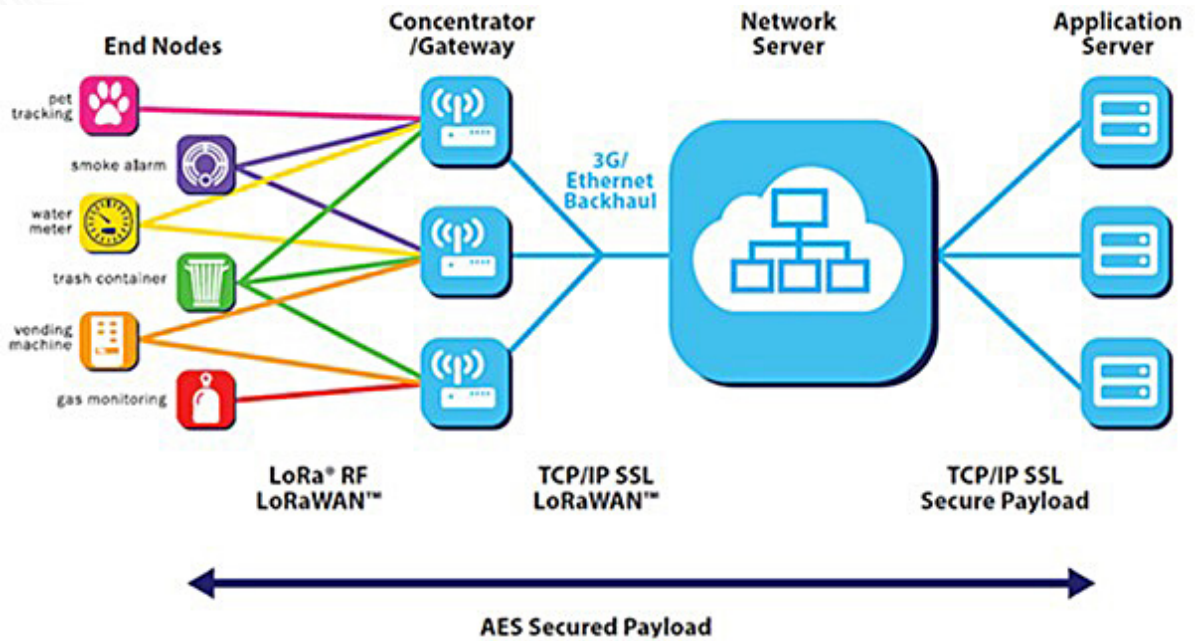 End Nodes
Concentrator
/Gateway
Network
Server
Application
Server
pet
tracking
smoke alarm
water
meter
trash container
vending
machine
gas monitoring
3G/
Ethernet
Backhaul
LoRa® RF
LoRaWAN™
TCP/IP SSL
LoRaWAN™
TCP/IP SSL
Secure Payload
AES Secured Payload